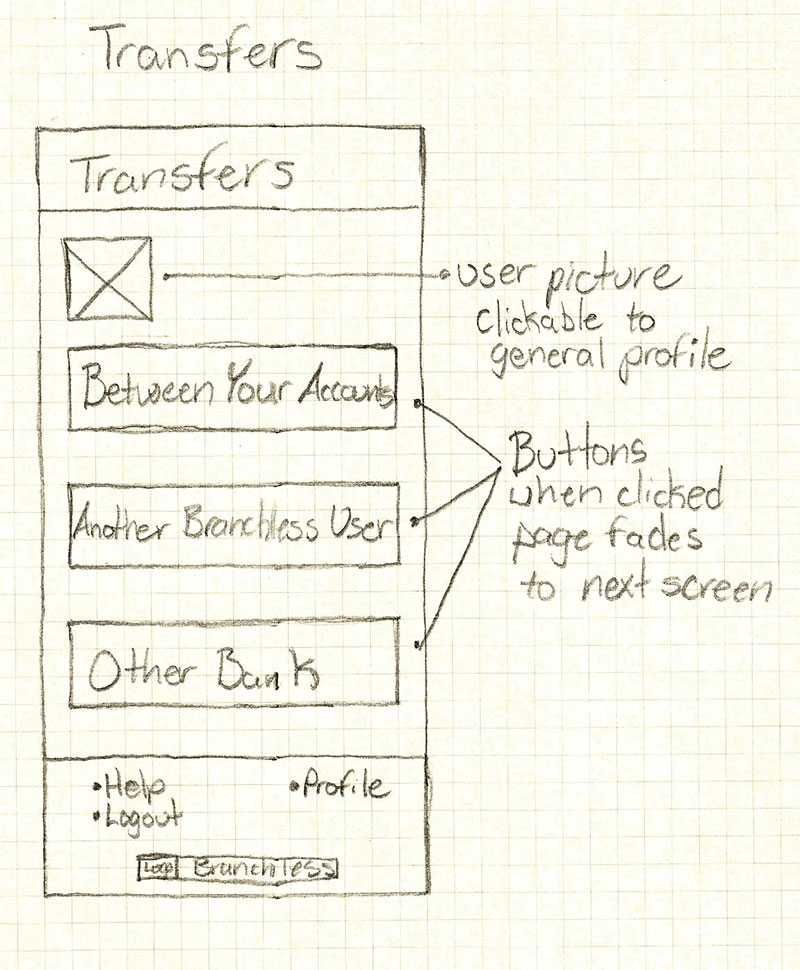 Transfers
Transfers
•user picture
clickable to
general profile
Between Your Accounts
Buttons
when clicked
page fades
to next screen
Another Branchless User
Other Bank
•Help
•Profile
•Logout
Logo Branchless